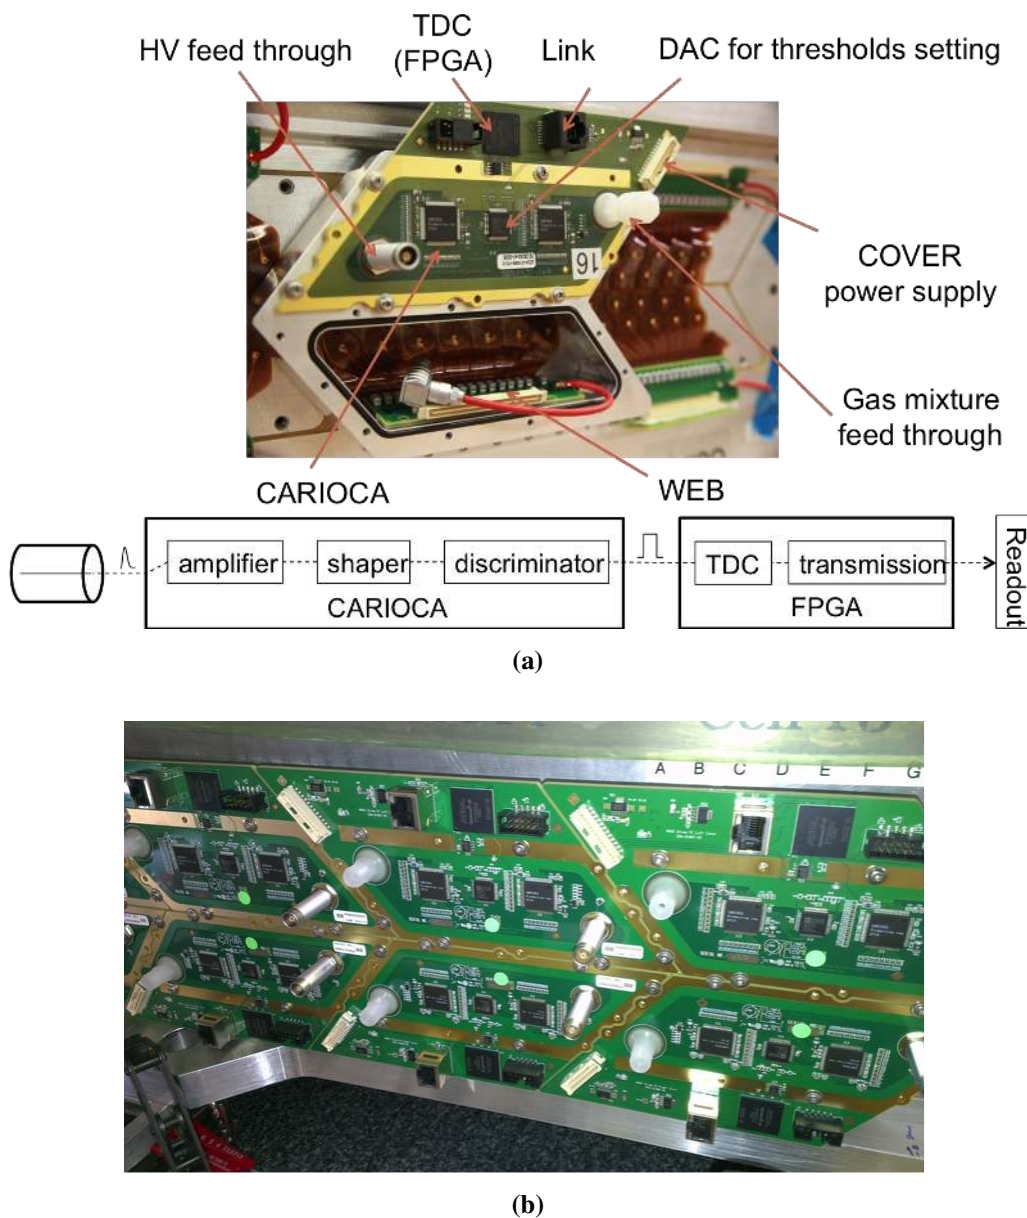 TDC
(FPGA)
HV feed through
Link
DAC for thresholds setting
16
COVER
power supply
Gas mixture
feed through
CARIOCA
WEB
amplifier
shaper
discriminator
CARIOCA
TDC
transmission
FPGA
Readout
(a)
A B C D E F G
(b)